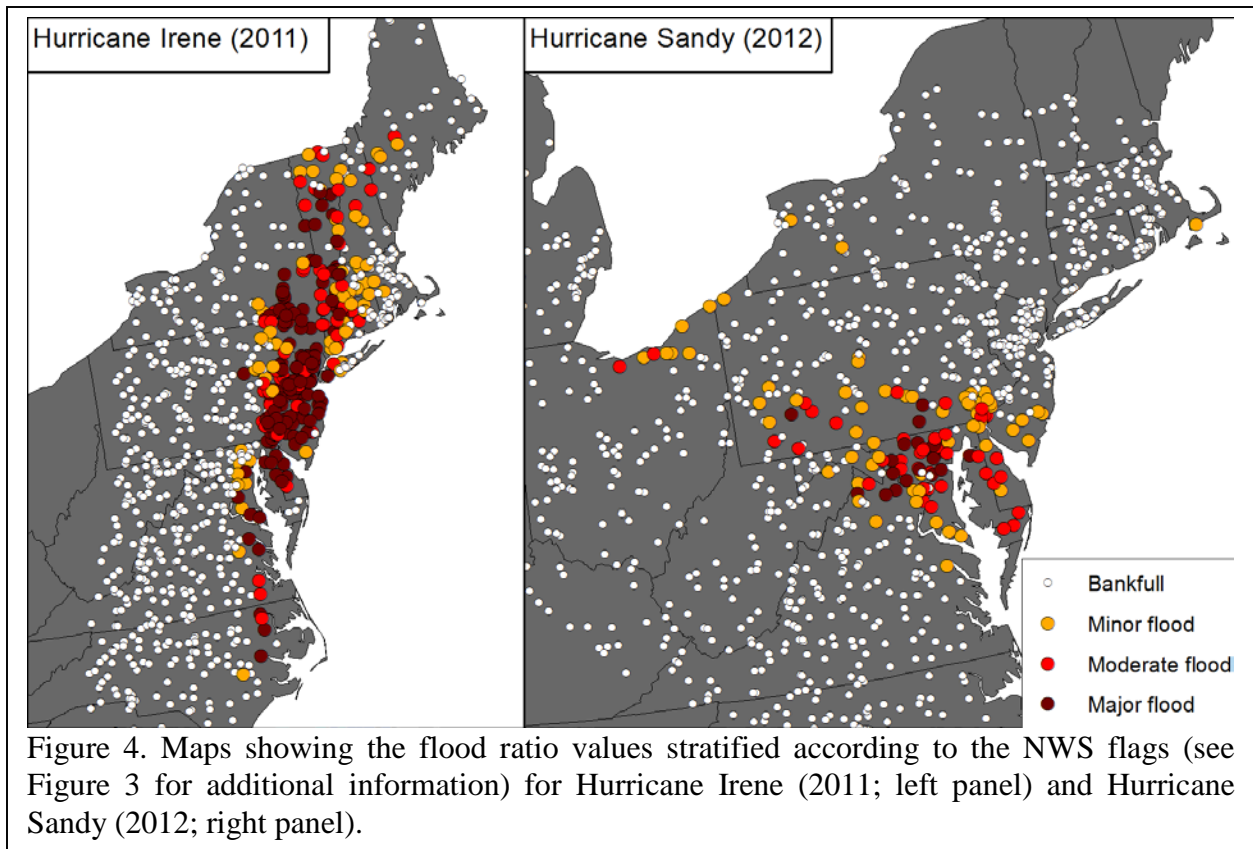 Hurricane Irene (2011)
Hurricane Sandy (2012)
Bankfull
Minor flood
Moderate flood
Major flood
Figure 4. Maps showing the flood ratio values stratified according to the NWS flags (see
Figure 3 for additional information) for Hurricane Irene (2011; left panel) and Hurricane
Sandy (2012; right panel).